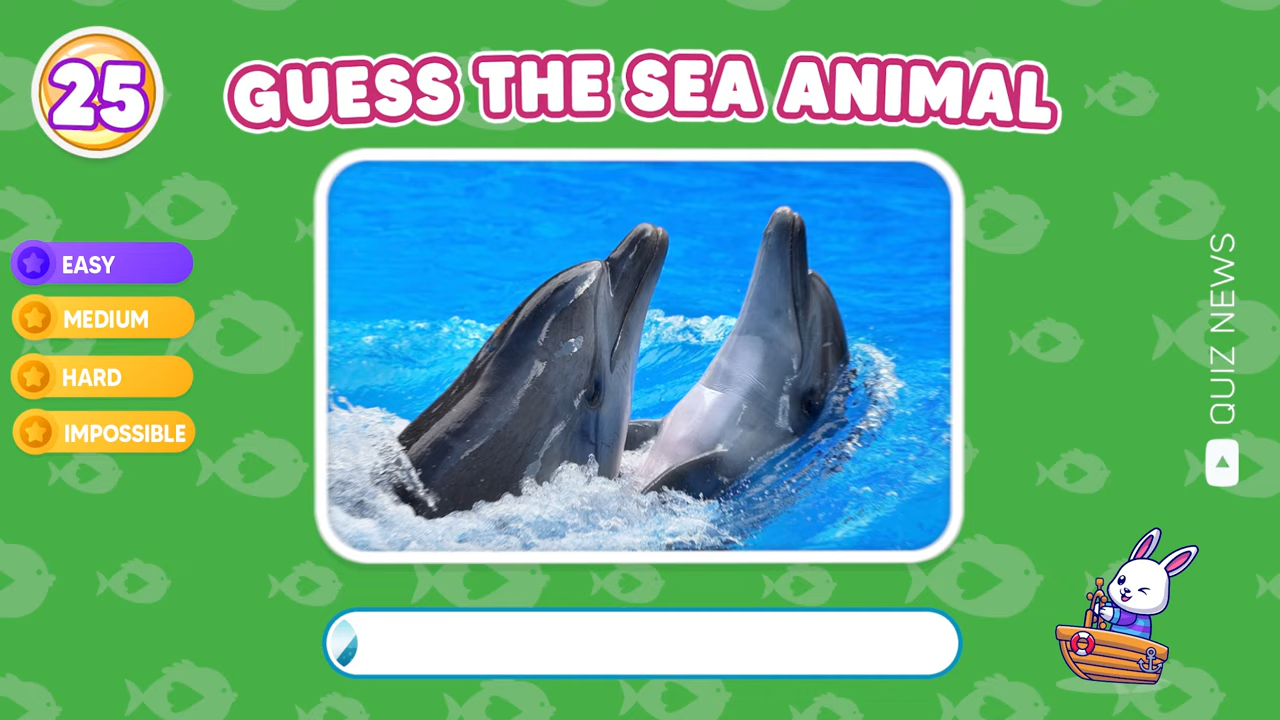 25
GUESS THE SEA ANIMAL
EASY
MEDIUM
HARD
IMPOSSIBLE
QUIZ NEWS